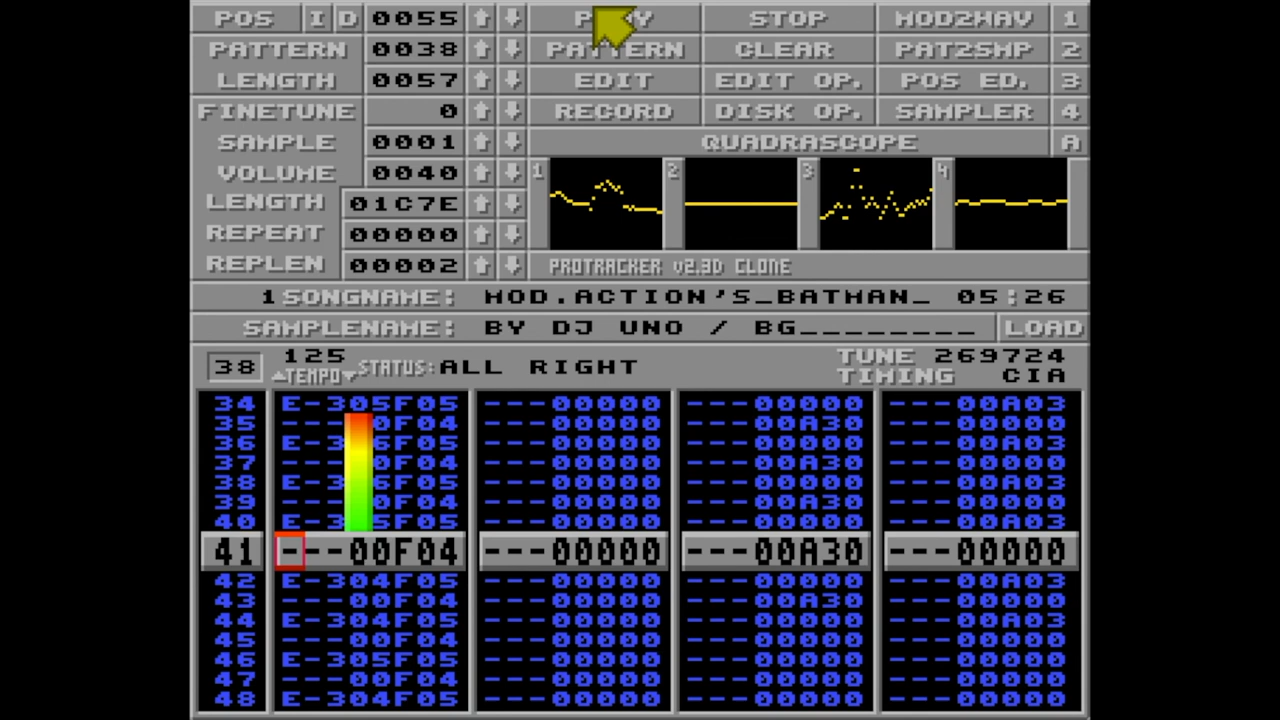 POS I D 0055 PLAY STOP MOD2WAV 1
PATTERN 0038 PATTERN CLEAR PAT2SMP 2
LENGTH 0057 EDIT EDIT OP. POS ED. 3
FINETUNE 0 RECORD DISK OP. SAMPLER 4
SAMPLE 0001 QUADRASCOPE A
VOLUME 0040 1 2 3 4
LENGTH 01C7E
REPEAT 00000
REPLEN 00002 PROTRACKER V2.3D CLONE
1 SONGNAME: MOD.ACTION'S_BATMAN_ 05:26
SAMPLENAME: BY DJ UNO / BG________ LOAD
38 125 TEMPO STATUS: ALL RIGHT TUNE 269724
TIMING CIA
34 E-305F05 ---00000 ---00000 ---00A03
35 --- 0F04 ---00000 ---00A30 ---00000
36 E-3 6F05 ---00000 ---00000 ---00A03
37 --- 0F04 ---00000 ---00A30 ---00000
38 E-3 6F05 ---00000 ---00000 ---00A03
39 --- 0F04 ---00000 ---00A30 ---00000
40 E-3 5F05 ---00000 ---00000 ---00A03
41 ---00F04 ---00000 ---00A30 ---00000
42 E-304F05 ---00000 ---00000 ---00A03
43 ---00F04 ---00000 ---00A30 ---00000
44 E-304F05 ---00000 ---00000 ---00A03
45 ---00F04 ---00000 ---00000 ---00000
46 E-305F05 ---00000 ---00000 ---00000
47 ---00F04 ---00000 ---00000 ---00000
48 E-304F05 ---00000 ---00000 ---00000